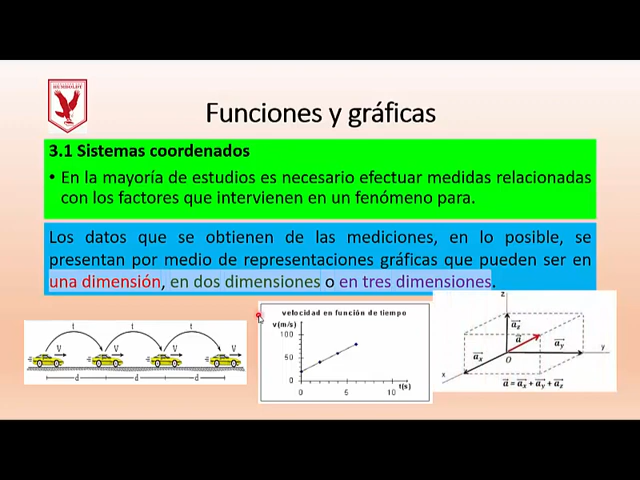 HUMBOLDT
Funciones y gráficas
3.1 Sistemas coordenados
• En la mayoría de estudios es necesario efectuar medidas relacionadas
con los factores que intervienen en un fenómeno para.
Los datos que se obtienen de las mediciones, en lo posible, se
presentan por medio de representaciones gráficas que pueden ser en
una dimensión, en dos dimensiones o en tres dimensiones.
t t t
V V V V
d d d
velocidad en función de tiempo
v(m/s)
100
50
0
0 5 10
t(s)
z
a⃗z
a⃗
a⃗x
a⃗y
O
y
x
a⃗ = a⃗x + a⃗y + a⃗z